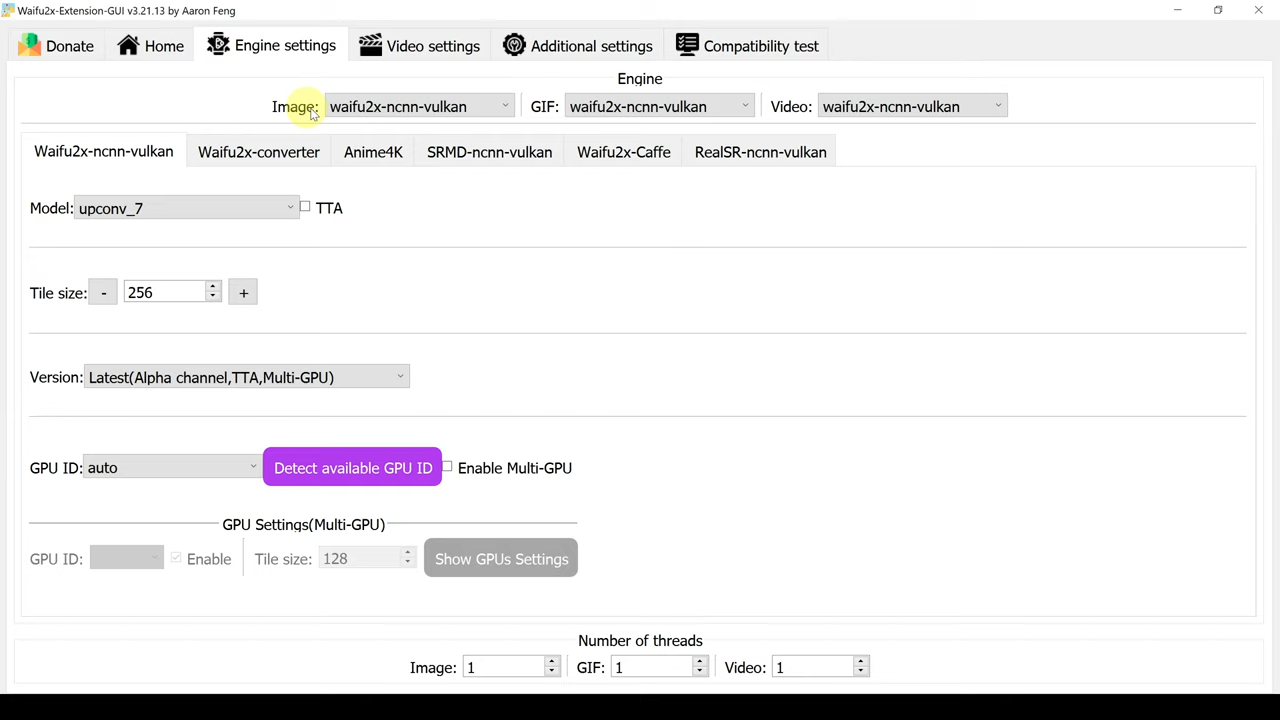 Waifu2x-Extension-GUI v3.21.13 by Aaron Feng
Donate Home Engine settings Video settings Additional settings Compatibility test
Engine
Image: waifu2x-ncnn-vulkan GIF: waifu2x-ncnn-vulkan Video: waifu2x-ncnn-vulkan
Waifu2x-ncnn-vulkan Waifu2x-converter Anime4K SRMD-ncnn-vulkan Waifu2x-Caffe RealSR-ncnn-vulkan
Model: upconv_7 TTA
Tile size: - 256 +
Version: Latest(Alpha channel,TTA,Multi-GPU)
GPU ID: auto Detect available GPU ID Enable Multi-GPU
GPU Settings(Multi-GPU)
GPU ID: Enable Tile size: 128 Show GPUs Settings
Number of threads
Image: 1 GIF: 1 Video: 1